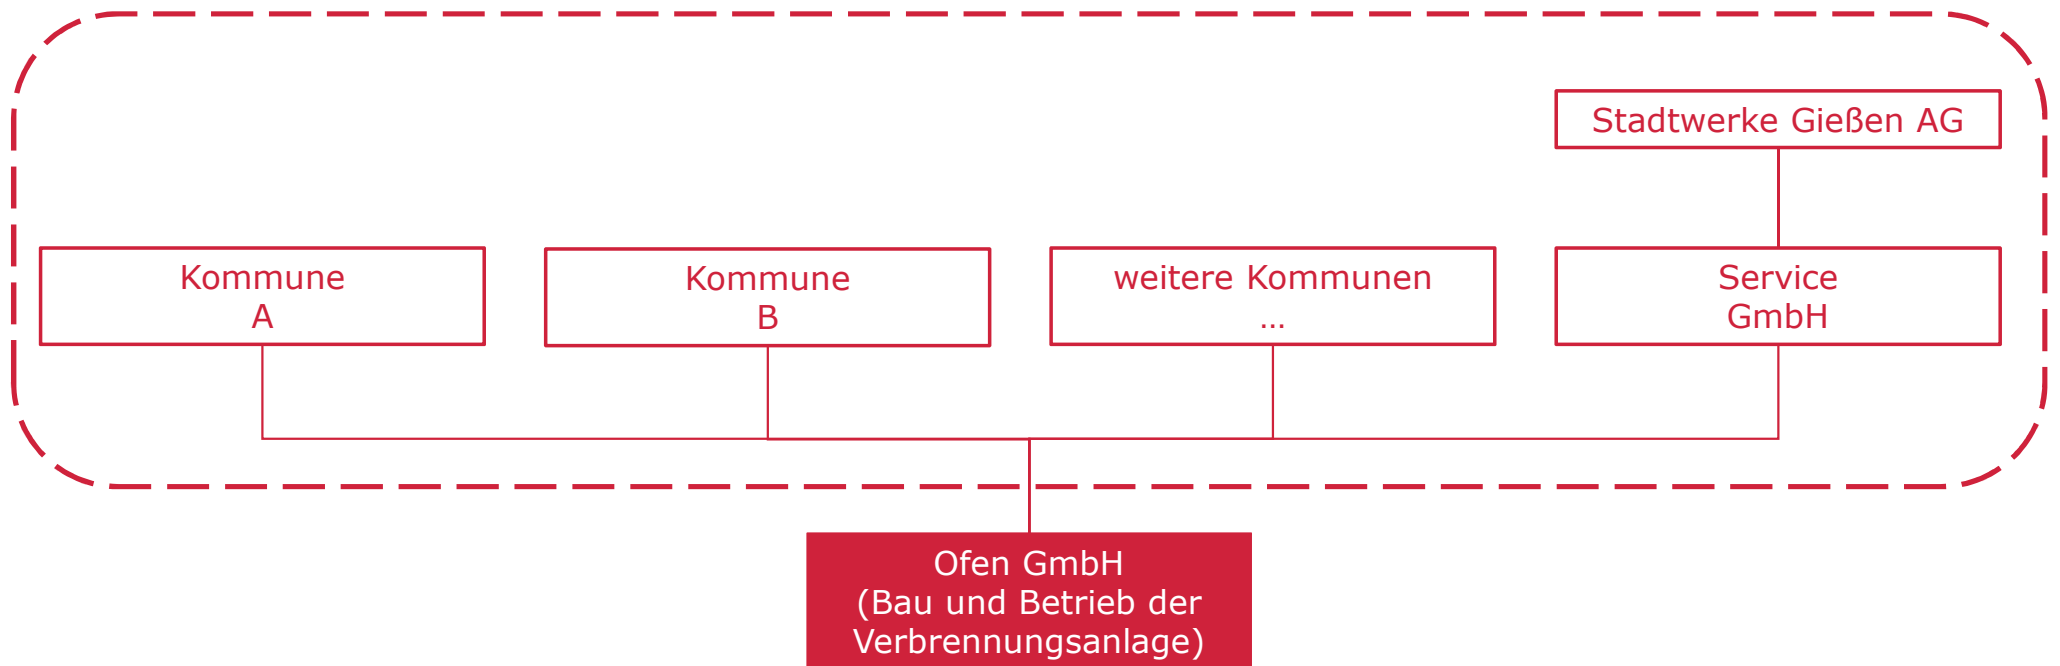 Stadtwerke Gießen AG
Kommune
A
Kommune
B
weitere Kommunen
...
Service
GmbH
Ofen GmbH
(Bau und Betrieb der
Verbrennungsanlage)